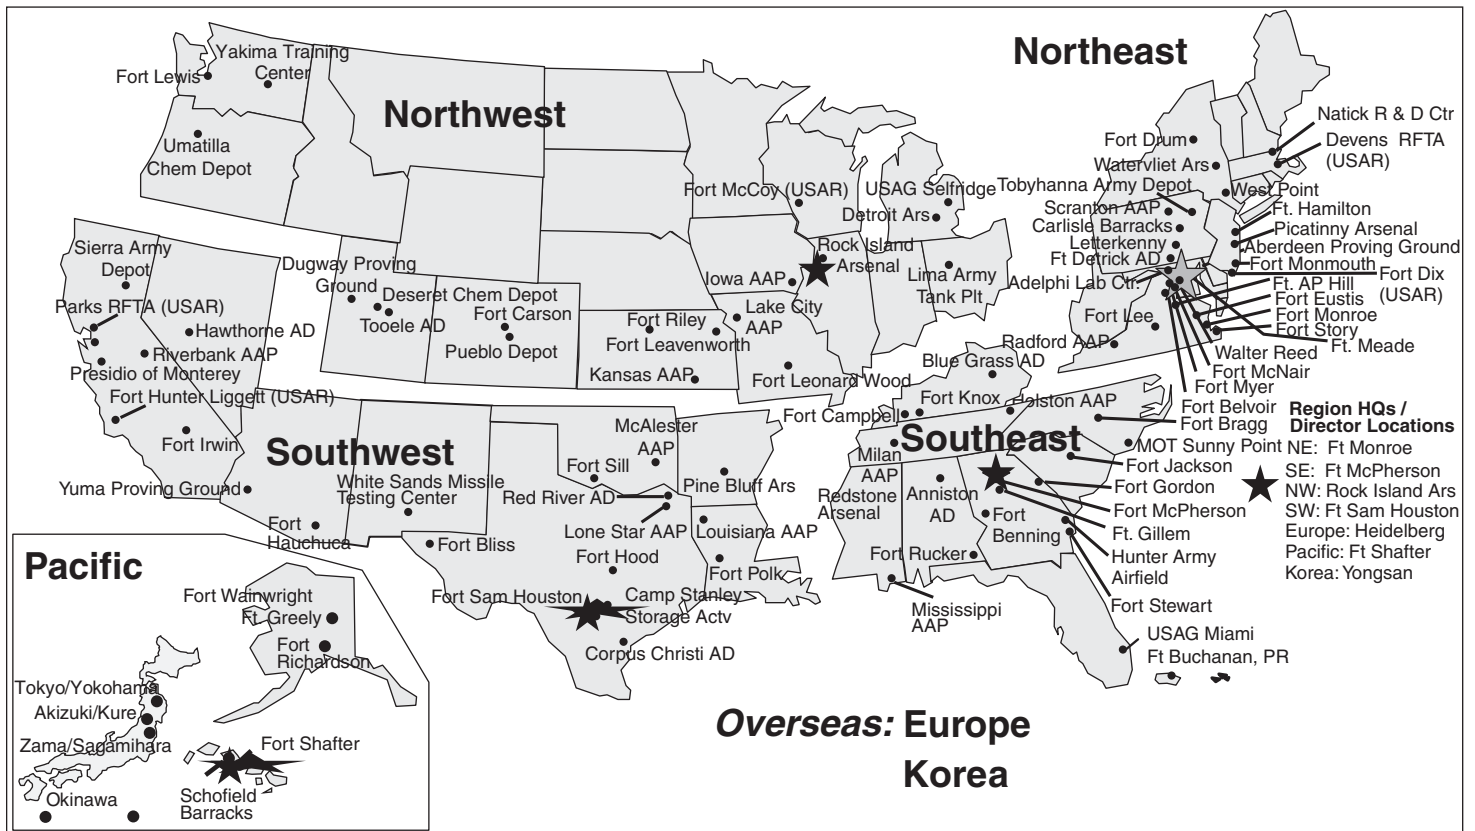 Northeast
Northwest
Yakima Training
Center
Fort Lewis
Umatilla
Chem Depot
Natick R & D Ctr
Devens RFTA
(USAR)
Fort Drum
Watervliet Ars
Fort McCoy (USAR)
USAG Selfridge
Tobyhanna Army Depot
West Point
Detroit Ars
Scranton AAP
Ft. Hamilton
Carlisle Barracks
Picatinny Arsenal
Letterkenny
Aberdeen Proving Ground
Ft Detrick AD
Fort Monmouth
Adelphi Lab Ctr.
Fort Dix
(USAR)
Ft. AP Hill
Fort Eustis
Fort Monroe
Fort Story
Ft. Meade
Walter Reed
Fort McNair
Fort Myer
Fort Belvoir
Fort Bragg
Sierra Army
Depot
Dugway Proving
Ground
Deseret Chem Depot
Tooele AD
Fort Carson
Pueblo Depot
Parks RFTA (USAR)
Hawthorne AD
Riverbank AAP
Presidio of Monterey
Fort Hunter Liggett (USAR)
Fort Irwin
Rock Island
Arsenal
Iowa AAP
Lima Army
Tank Plt
Lake City
AAP
Fort Riley
Fort Leavenworth
Kansas AAP
Fort Leonard Wood
Fort Lee
Radford AAP
Blue Grass AD
Fort Knox
Fort Campbell
Holston AAP
Southwest
Southeast
McAlester
AAP
Milan
AAP
MOT Sunny Point
Fort Jackson
Fort Gordon
Fort McPherson
Ft. Gillem
Hunter Army
Airfield
Fort Stewart
Fort Sill
White Sands Missile
Testing Center
Red River AD
Pine Bluff Ars
Redstone
Arsenal
Anniston
AD
Yuma Proving Ground
Fort
Hauchuca
Lone Star AAP
Louisiana AAP
Fort
Benning
Fort Bliss
Fort Hood
Fort Polk
Fort Rucker
Fort Sam Houston
Camp Stanley
Storage Actv
Corpus Christi AD
Mississippi
AAP
USAG Miami
Ft Buchanan, PR
Region HQs /
Director Locations
NE: Ft Monroe
SE: Ft McPherson
NW: Rock Island Ars
SW: Ft Sam Houston
Europe: Heidelberg
Pacific: Ft Shafter
Korea: Yongsan
Pacific
Fort Wainwright
Ft. Greely
Fort
Richardson
Tokyo/Yokohama
Akizuki/Kure
Zama/Sagamihara
Fort Shafter
Schofield
Barracks
Okinawa
Overseas: Europe
Korea